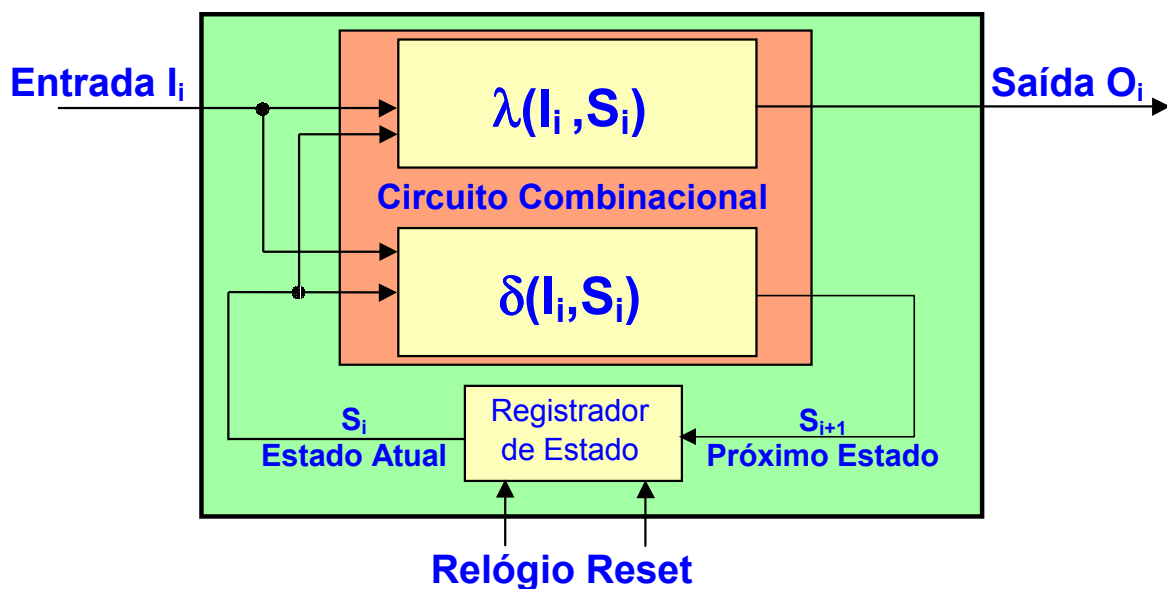 Entrada Iᵢ
Saída Oᵢ
λ(Iᵢ ,Sᵢ)
Circuito Combinacional
δ(Iᵢ,Sᵢ)
Sᵢ
Estado Atual
Registrador
de Estado
Sᵢ₊₁
Próximo Estado
Relógio Reset